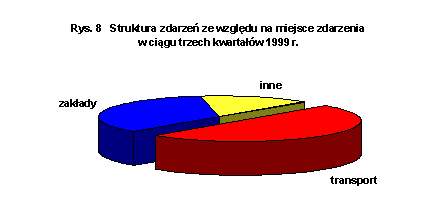 Rys. 8 Struktura zdarzeń ze względu na miejsce zdarzenia
w ciągu trzech kwartałów 1999 r.
inne
zakłady
transport